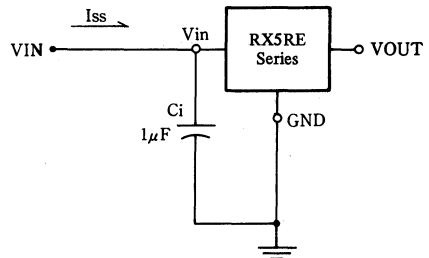 Iss
VIN
Vin
RX5RE
Series
VOUT
Ci
1μF
GND